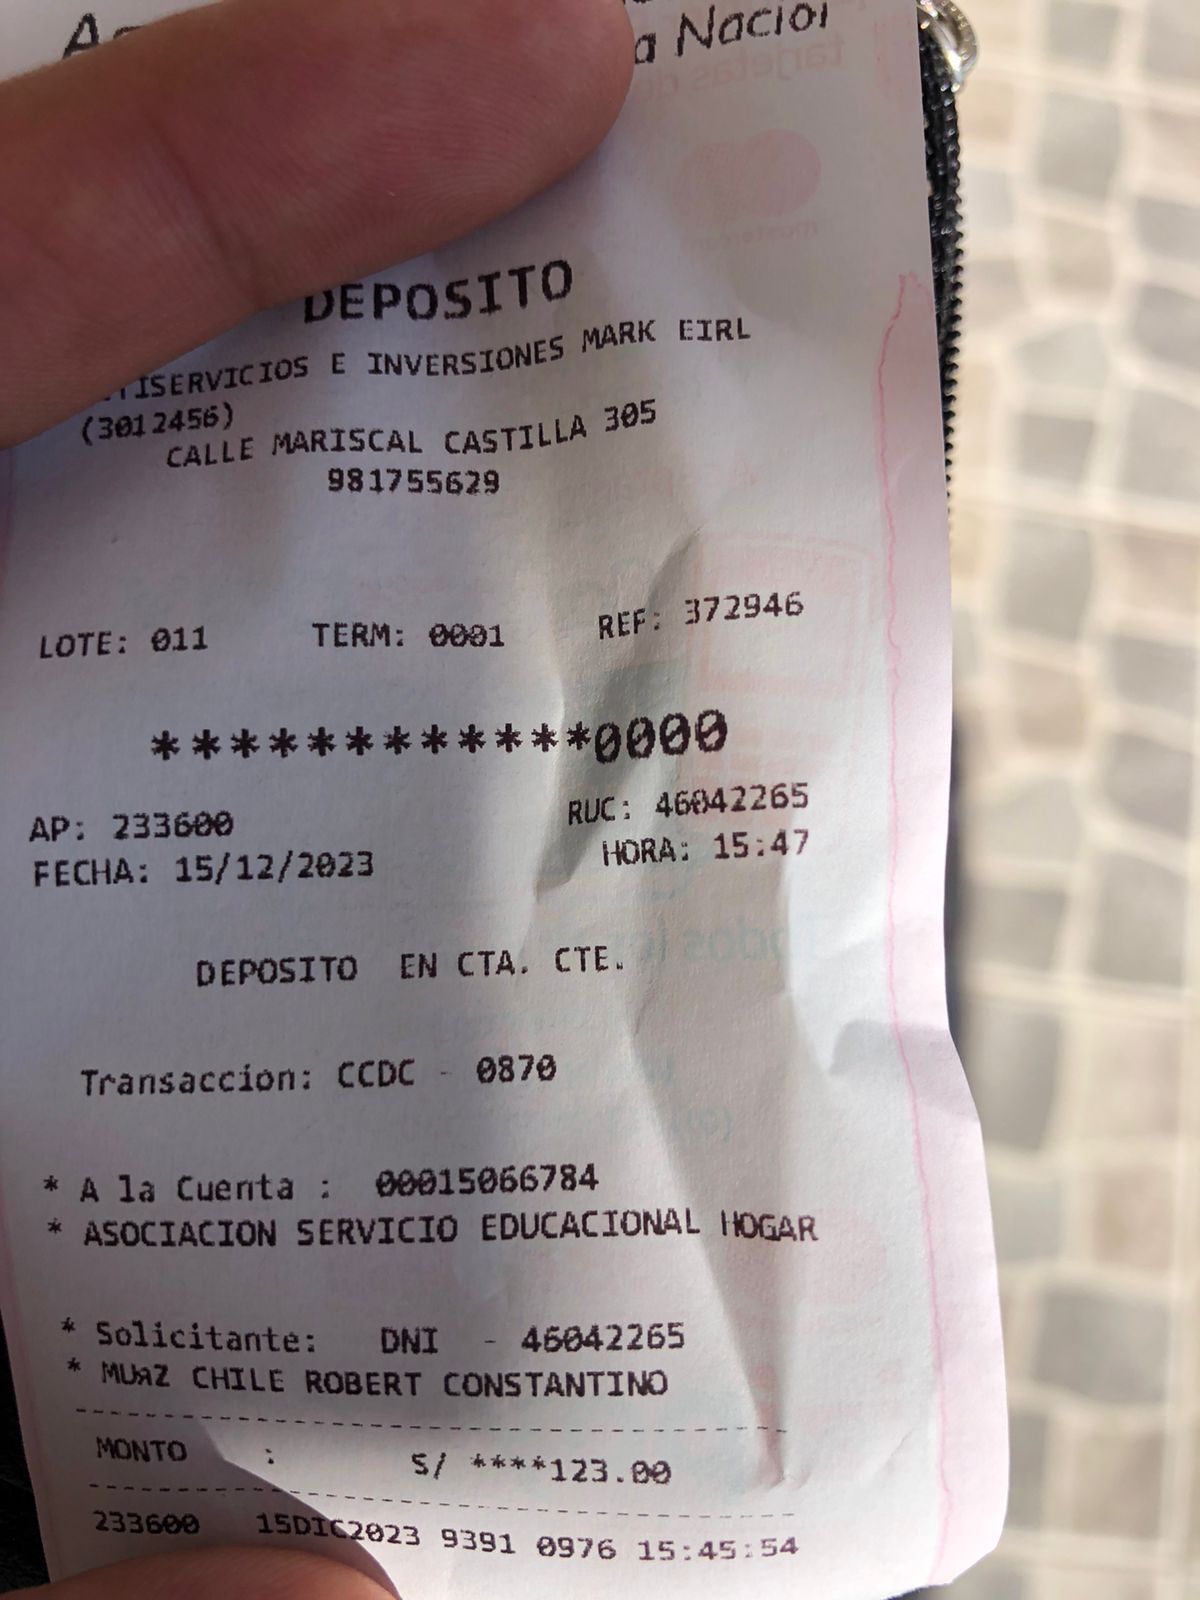 a Nación
DEPOSITO
TISERVICIOS E INVERSIONES MARK EIRL
(3012456)
CALLE MARISCAL CASTILLA 305
981755629
LOTE: 011 TERM: 0001 REF: 372946
************0000
AP: 233600 RUC: 46042265
FECHA: 15/12/2023 HORA: 15:47
DEPOSITO EN CTA. CTE.
Transaccion: CCDC - 0870
* A la Cuenta : 00015066784
* ASOCIACION SERVICIO EDUCACIONAL HOGAR
* Solicitante: DNI - 46042265
* MUяZ CHILE ROBERT CONSTANTINO
MONTO : S/ ****123.00
233600 15DIC2023 9391 0976 15:45:54